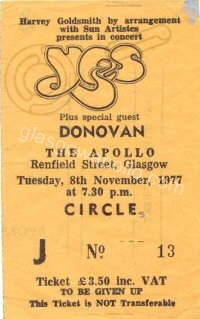 Harvey Goldsmith by arrangement
with Sun Artistes
presents in concert
yes
Plus special guest
DONOVAN
THE APOLLO
Renfield Street, Glasgow
Tuesday, 8th November, 1977
at 7.30 p.m.
CIRCLE
J Nº 13
Ticket £3.50 inc. VAT
TO BE GIVEN UP
This Ticket is NOT Transferable